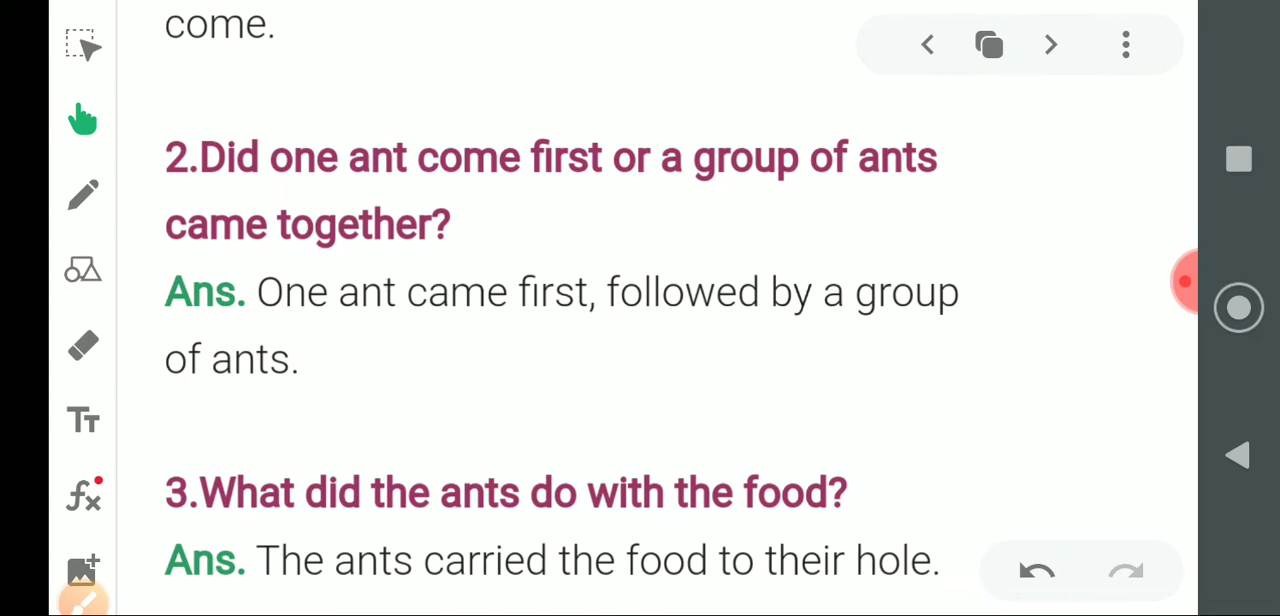 come.
2.Did one ant come first or a group of ants
came together?
Ans. One ant came first, followed by a group
of ants.
3.What did the ants do with the food?
Ans. The ants carried the food to their hole.
Tт
fx